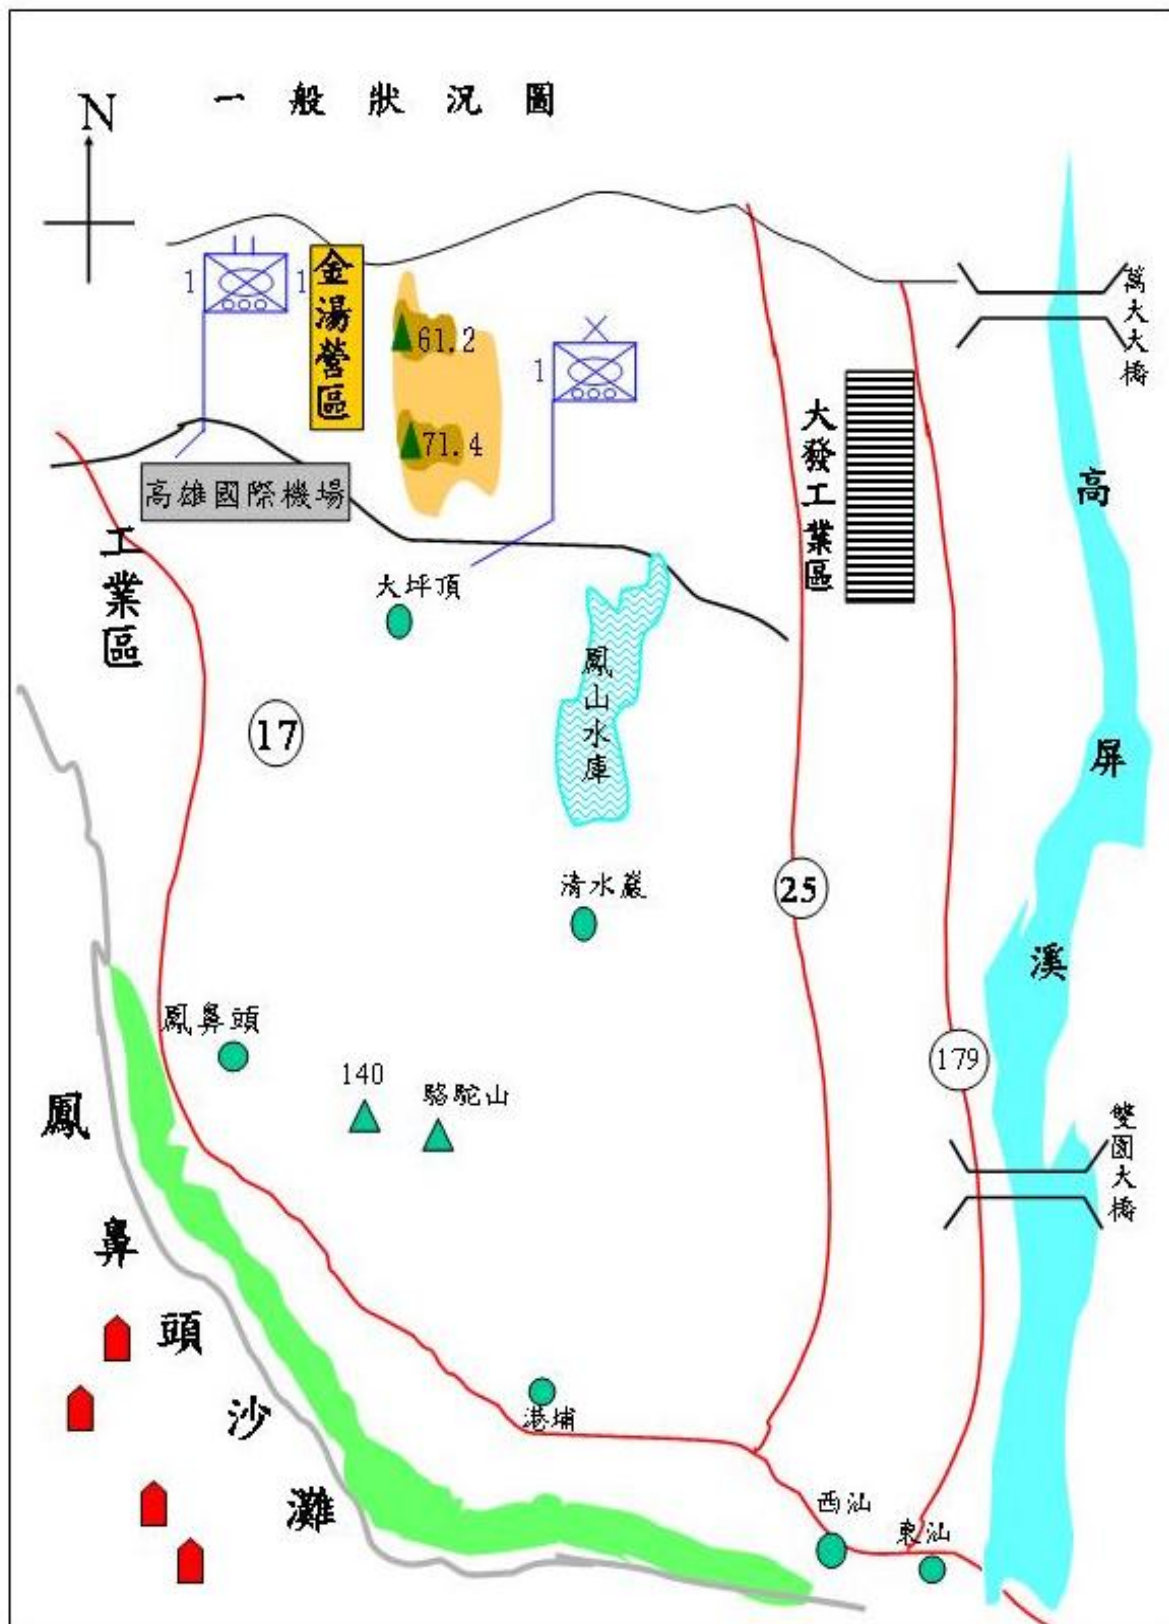 一般狀況圖
N
1
1
金湯營區
61.2
1
71.4
高雄國際機場
工業區
大坪頂
鳳山水庫
大發工業區
萬大大橋
高屏溪
17
25
清水巖
179
鳳鼻頭
140
駱駝山
雙園大橋
鳳鼻頭沙灘
港埔
西汕
東汕